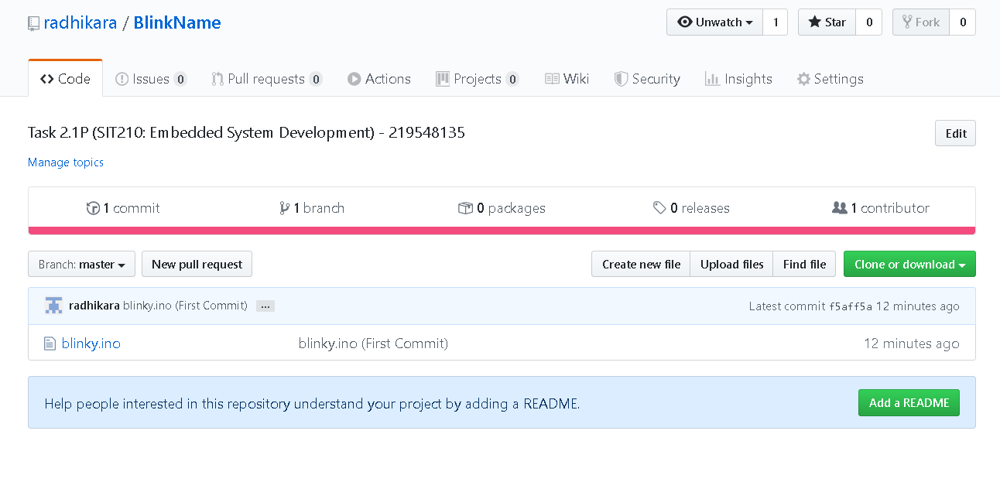 radhikara / BlinkName
Unwatch 1 Star 0 Fork 0
Code Issues 0 Pull requests 0 Actions Projects 0 Wiki Security Insights Settings
Task 2.1P (SIT210: Embedded System Development) - 219548135
Edit
Manage topics
1 commit 1 branch 0 packages 0 releases 1 contributor
Branch: master New pull request Create new file Upload files Find file Clone or download
radhikara blinky.ino (First Commit) ... Latest commit f5aff5a 12 minutes ago
blinky.ino blinky.ino (First Commit) 12 minutes ago
Help people interested in this repository understand your project by adding a README. Add a README